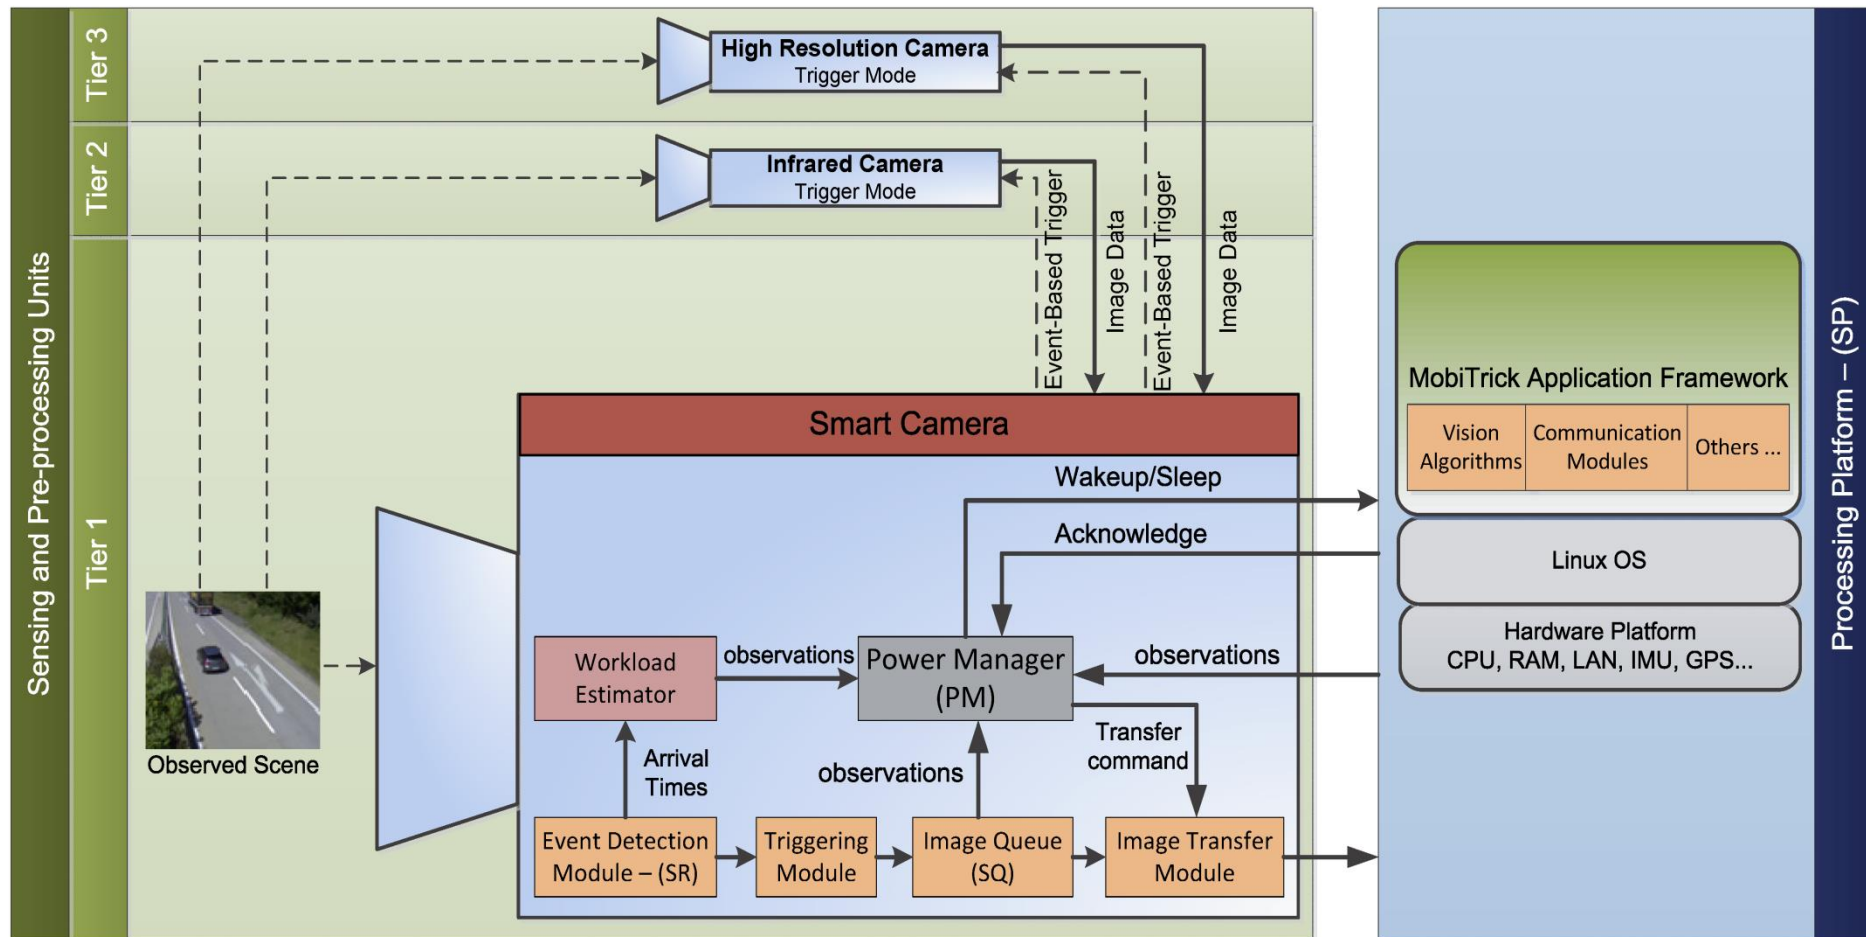 Sensing and Pre-processing Units
Tier 3
Tier 2
Tier 1
High Resolution Camera
Trigger Mode
Infrared Camera
Trigger Mode
Event-Based Trigger
Image Data
Event-Based Trigger
Image Data
Observed Scene
Smart Camera
Wakeup/Sleep
Acknowledge
Workload
Estimator
observations
Power Manager
(PM)
observations
Arrival
Times
observations
Transfer
command
Event Detection
Module – (SR)
Triggering
Module
Image Queue
(SQ)
Image Transfer
Module
MobiTrick Application Framework
Vision
Algorithms
Communication
Modules
Others ...
Linux OS
Hardware Platform
CPU, RAM, LAN, IMU, GPS...
Processing Platform – (SP)